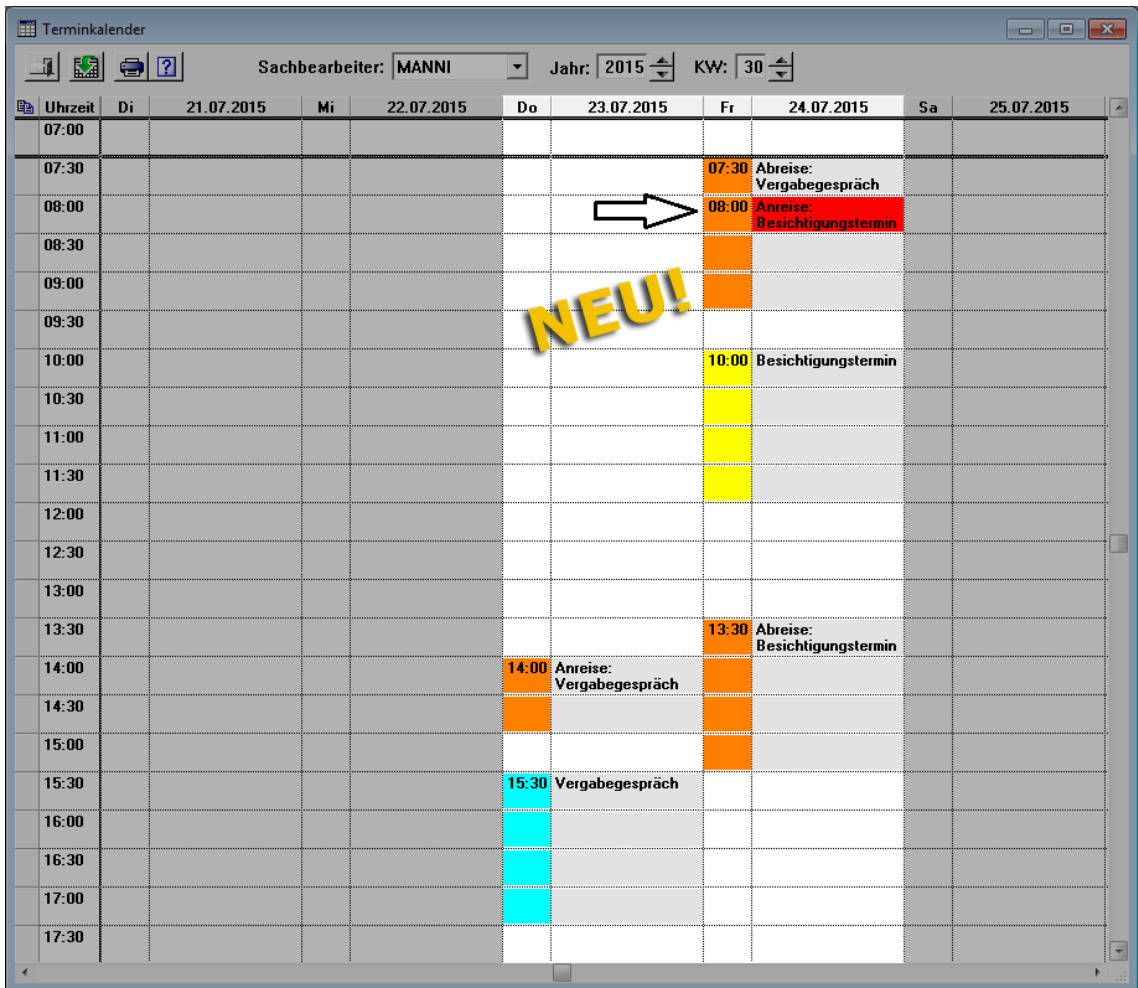 Terminkalender
Sachbearbeiter: MANNI Jahr: 2015 KW: 30
Uhrzeit Di 21.07.2015 Mi 22.07.2015 Do 23.07.2015 Fr 24.07.2015 Sa 25.07.2015
07:00
07:30 07:30 Abreise:
Vergabegespräch
08:00 08:00 Anreise:
Besichtigungstermin
08:30
09:00
NEU!
09:30
10:00 10:00 Besichtigungstermin
10:30
11:00
11:30
12:00
12:30
13:00
13:30 13:30 Abreise:
Besichtigungstermin
14:00 14:00 Anreise:
Vergabegespräch
14:30
15:00
15:30 15:30 Vergabegespräch
16:00
16:30
17:00
17:30